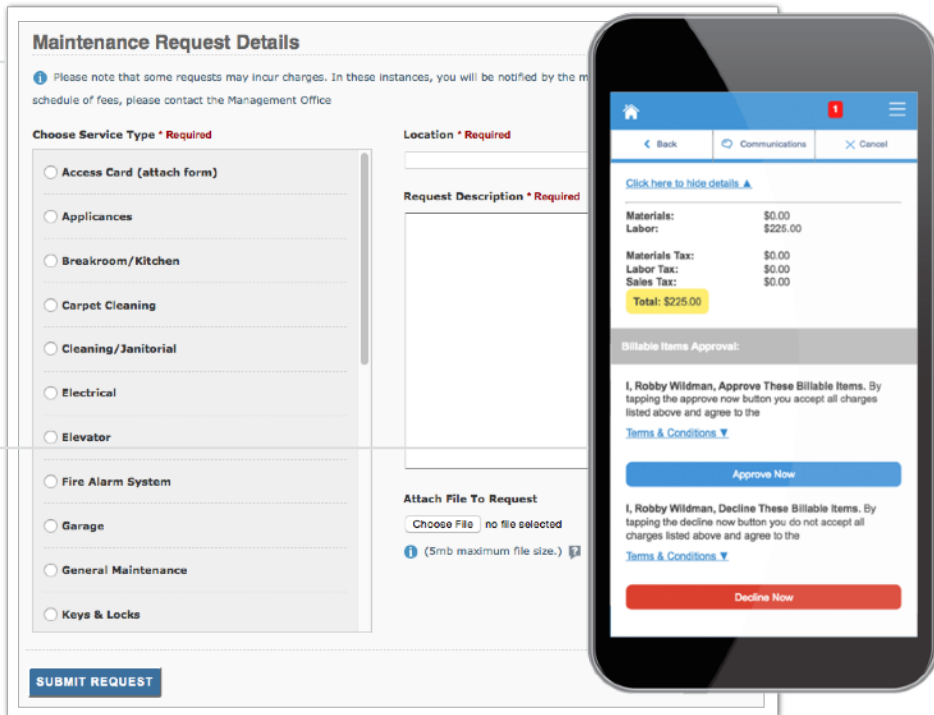 Maintenance Request Details
Please note that some requests may incur charges. In these instances, you will be notified by the m
schedule of fees, please contact the Management Office
Choose Service Type * Required
Access Card (attach form)
Applicances
Breakroom/Kitchen
Carpet Cleaning
Cleaning/Janitorial
Electrical
Elevator
Fire Alarm System
Garage
General Maintenance
Keys & Locks
Location * Required
Request Description * Required
Attach File To Request
Choose File no file selected
(5mb maximum file size.) ?
SUBMIT REQUEST
1
Back Communications Cancel
Click here to hide details ▲
Materials: $0.00
Labor: $225.00
Materials Tax: $0.00
Labor Tax: $0.00
Sales Tax: $0.00
Total: $225.00
Billable Items Approval:
I, Robby Wildman, Approve These Billable Items. By
tapping the approve now button you accept all charges
listed above and agree to the
Terms & Conditions ▼
Approve Now
I, Robby Wildman, Decline These Billable Items. By
tapping the decline now button you do not accept all
charges listed above and agree to the
Terms & Conditions ▼
Decline Now